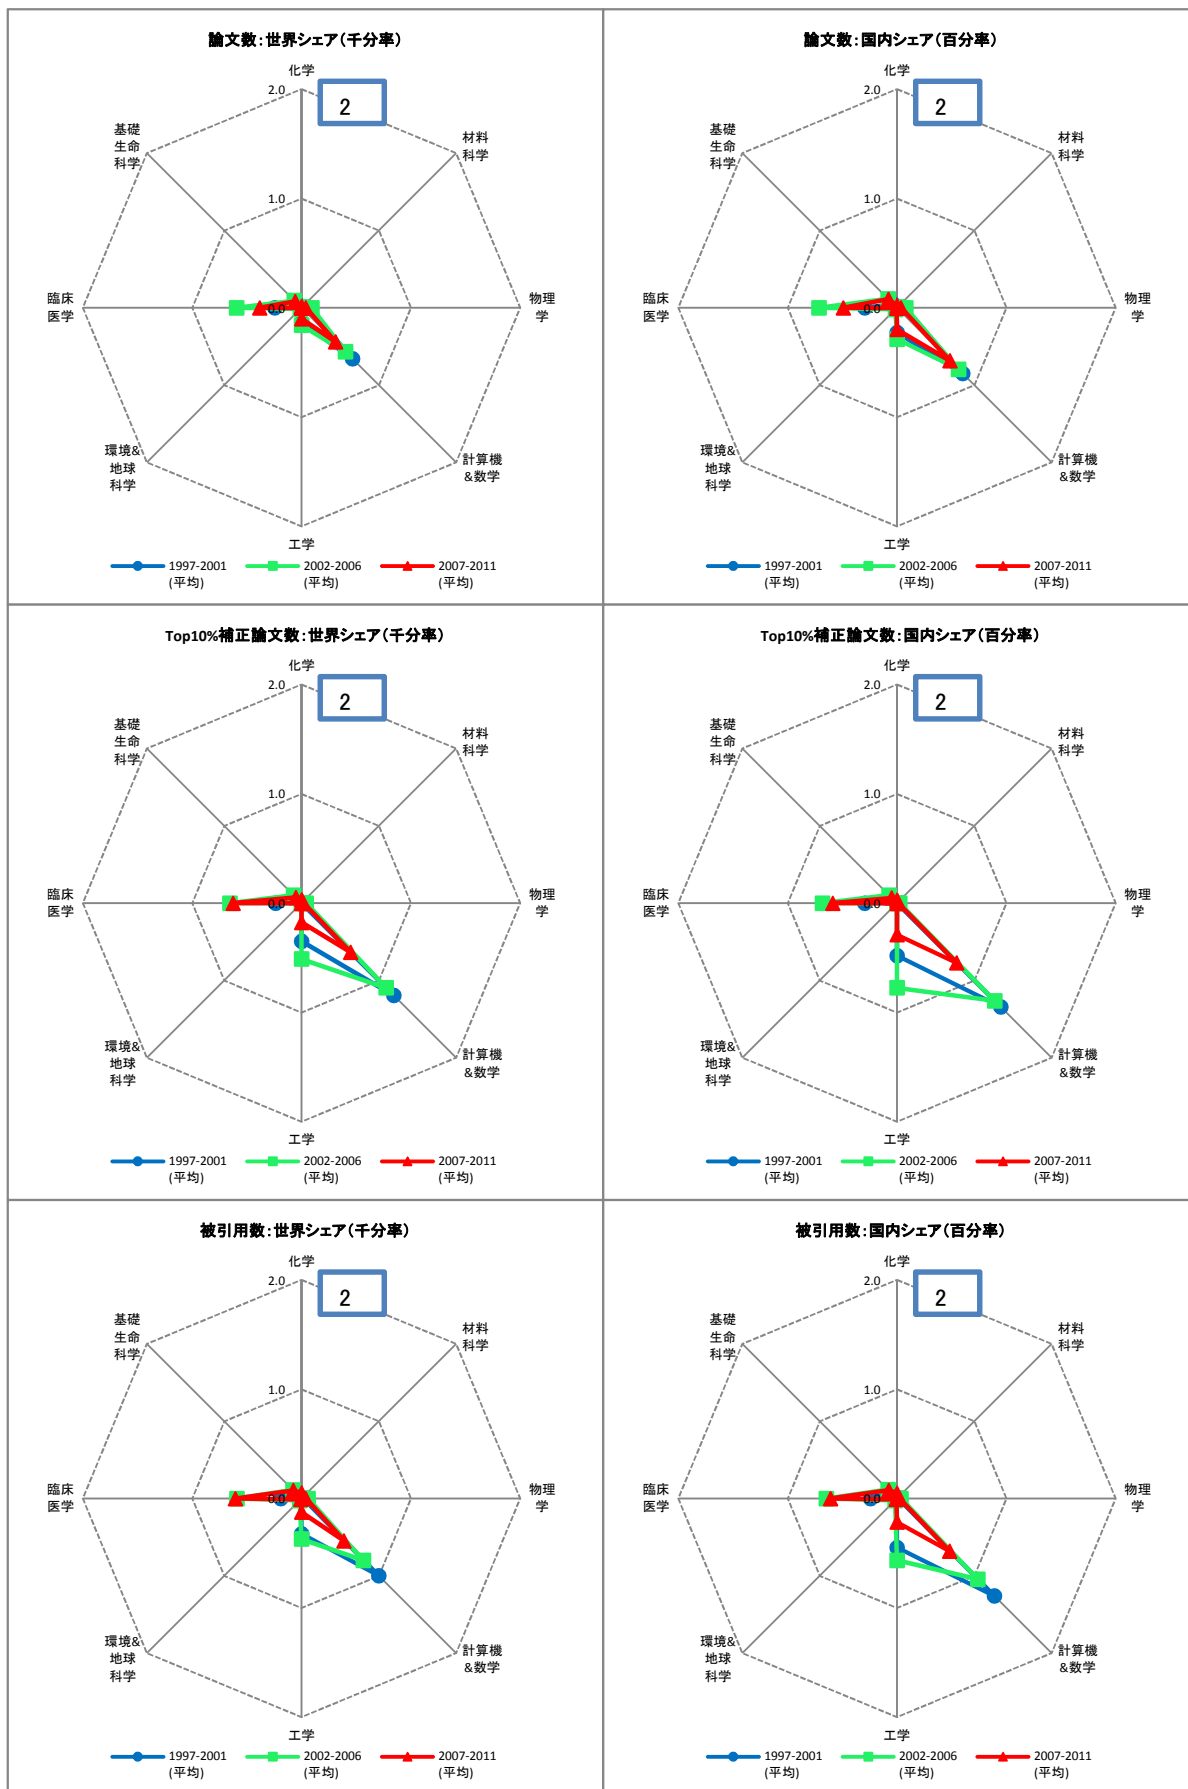 論文数：世界シェア（千分率）
化学
2.0
2
材料
科学
基礎
生命
科学
1.0
臨床
医学
0.0
物理
学
環境&
地球
科学
計算機
&数学
工学
1997-2001
(平均)
2002-2006
(平均)
2007-2011
(平均)
論文数：国内シェア（百分率）
化学
2.0
2
材料
科学
基礎
生命
科学
1.0
臨床
医学
0.0
物理
学
環境&
地球
科学
計算機
&数学
工学
1997-2001
(平均)
2002-2006
(平均)
2007-2011
(平均)
Top10%補正論文数：世界シェア（千分率）
化学
2.0
2
材料
科学
基礎
生命
科学
1.0
臨床
医学
0.0
物理
学
環境&
地球
科学
計算機
&数学
工学
1997-2001
(平均)
2002-2006
(平均)
2007-2011
(平均)
Top10%補正論文数：国内シェア（百分率）
化学
2.0
2
材料
科学
基礎
生命
科学
1.0
臨床
医学
0.0
物理
学
環境&
地球
科学
計算機
&数学
工学
1997-2001
(平均)
2002-2006
(平均)
2007-2011
(平均)
被引用数：世界シェア（千分率）
化学
2.0
2
材料
科学
基礎
生命
科学
1.0
臨床
医学
0.0
物理
学
環境&
地球
科学
計算機
&数学
工学
1997-2001
(平均)
2002-2006
(平均)
2007-2011
(平均)
被引用数：国内シェア（百分率）
化学
2.0
2
材料
科学
基礎
生命
科学
1.0
臨床
医学
0.0
物理
学
環境&
地球
科学
計算機
&数学
工学
1997-2001
(平均)
2002-2006
(平均)
2007-2011
(平均)